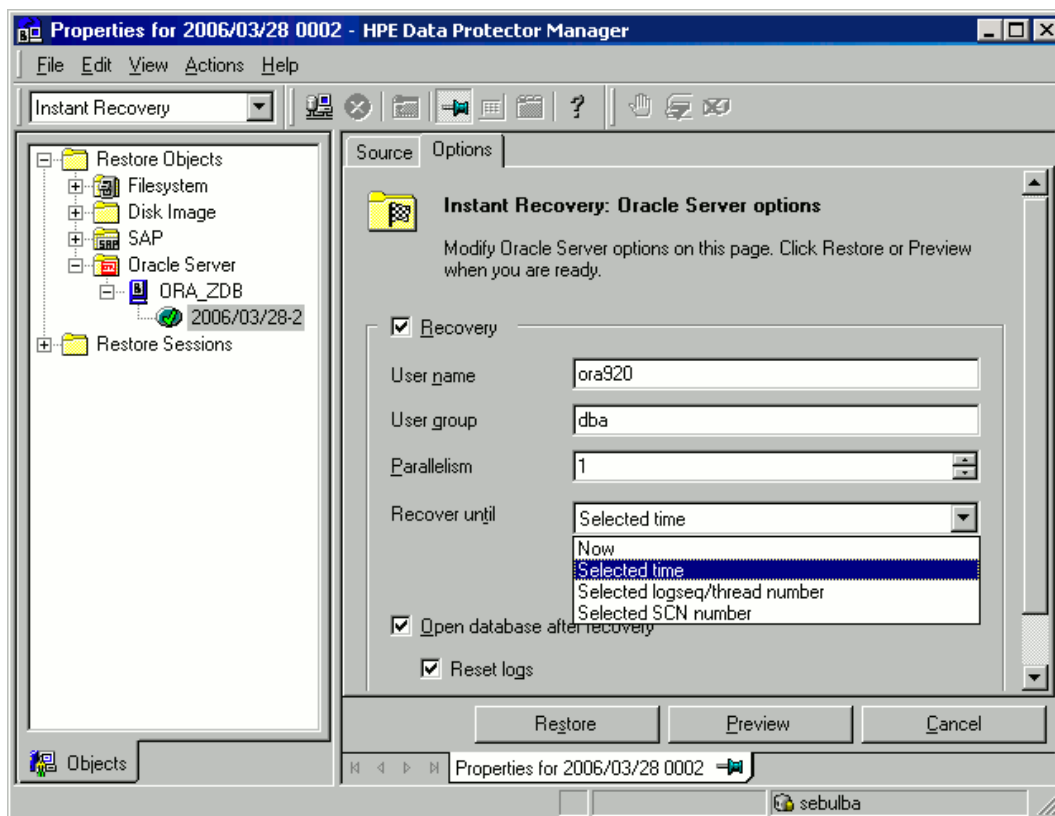 Properties for 2006/03/28 0002 - HPE Data Protector Manager
File Edit View Actions Help
Instant Recovery
Restore Objects
Filesystem
Disk Image
SAP
Oracle Server
ORA_ZDB
2006/03/28-2
Restore Sessions
Objects
Source Options
Instant Recovery: Oracle Server options
Modify Oracle Server options on this page. Click Restore or Preview
when you are ready.
Recovery
User name ora920
User group dba
Parallelism 1
Recover until Selected time
Now
Selected time
Selected logseq/thread number
Selected SCN number
Open database after recovery
Reset logs
Restore Preview Cancel
Properties for 2006/03/28 0002
sebulba